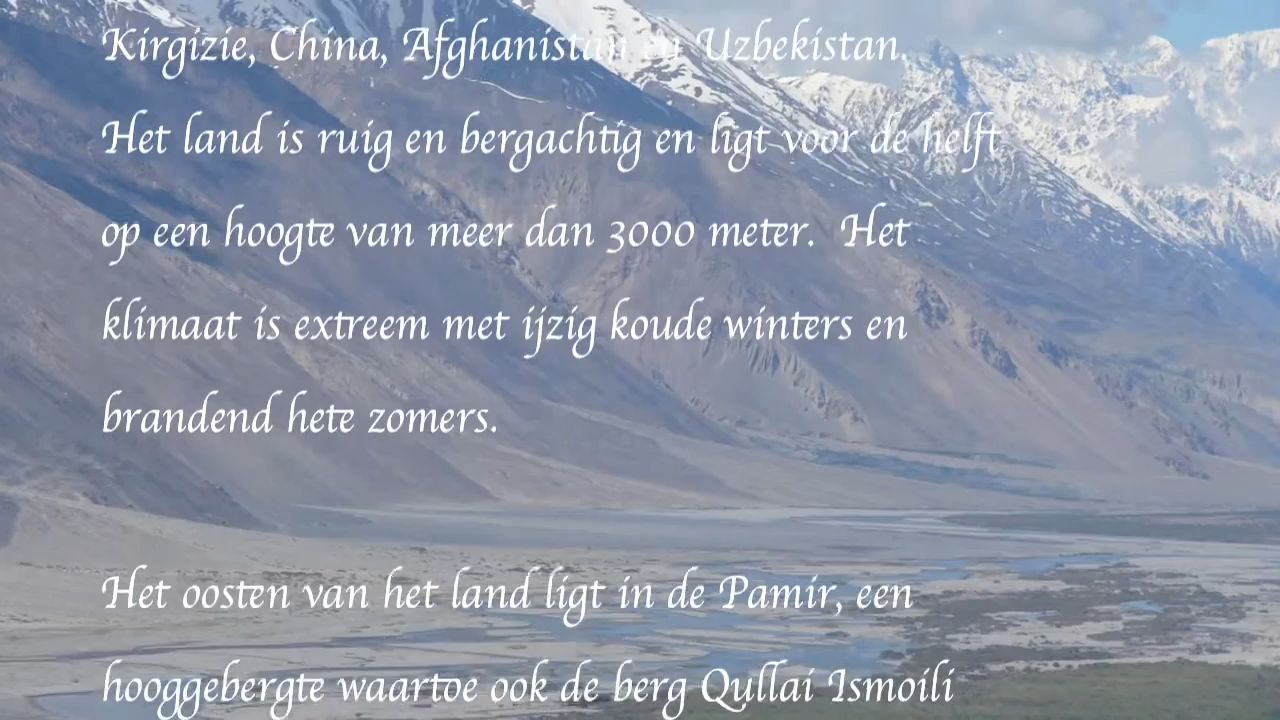 Kirgizie, China, Afghanistan en Uzbekistan.
Het land is ruig en bergachtig en ligt voor de helft
op een hoogte van meer dan 3000 meter. Het
klimaat is extreem met ijzig koude winters en
brandend hete zomers.
Het oosten van het land ligt in de Pamir, een
hooggebergte waartoe ook de berg Qullai Ismoili